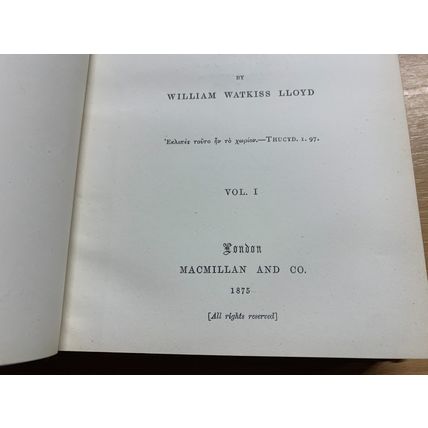 BY
WILLIAM WATKISS LLOYD
Ἐκλιπὲς τοῦτο ἦν τὸ χωρίον.—THUCYD. I. 97.
VOL. I
London
MACMILLAN AND CO.
1875
[All rights reserved]